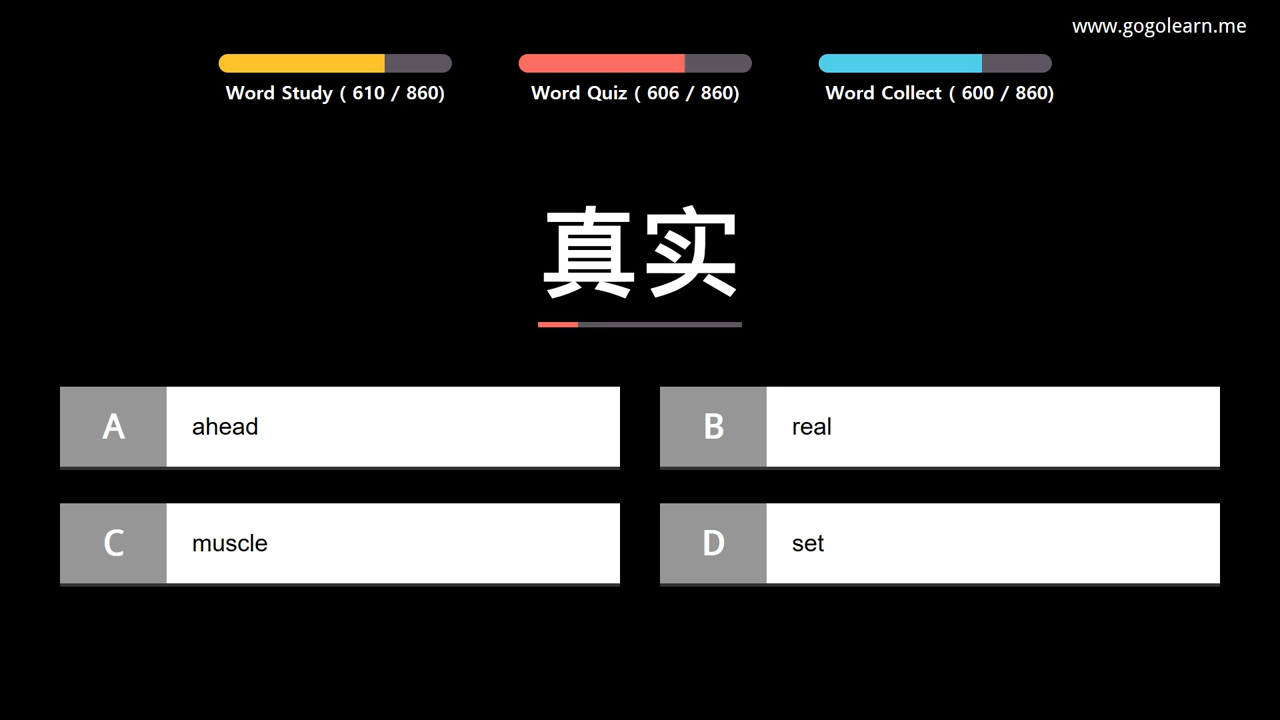 www.gogolearn.me
Word Study ( 610 / 860)
Word Quiz ( 606 / 860)
Word Collect ( 600 / 860)
真实
A ahead
B real
C muscle
D set